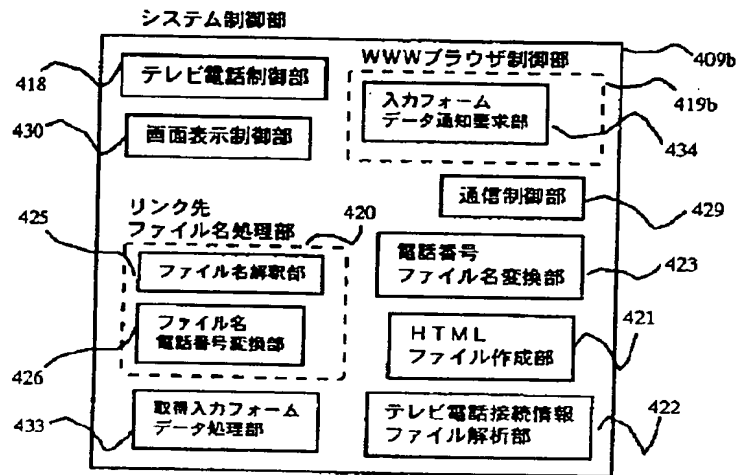 システム制御部
409b
418
テレビ電話制御部
WWWブラウザ制御部
419b
入力フォーム
データ通知要求部
434
430
画面表示制御部
通信制御部
429
リンク先
ファイル名処理部
420
425
ファイル名解釈部
電話番号
ファイル名変換部
423
ファイル名
電話番号変換部
426
HTML
ファイル作成部
421
433
取得入力フォーム
データ処理部
テレビ電話接続情報
ファイル解析部
422